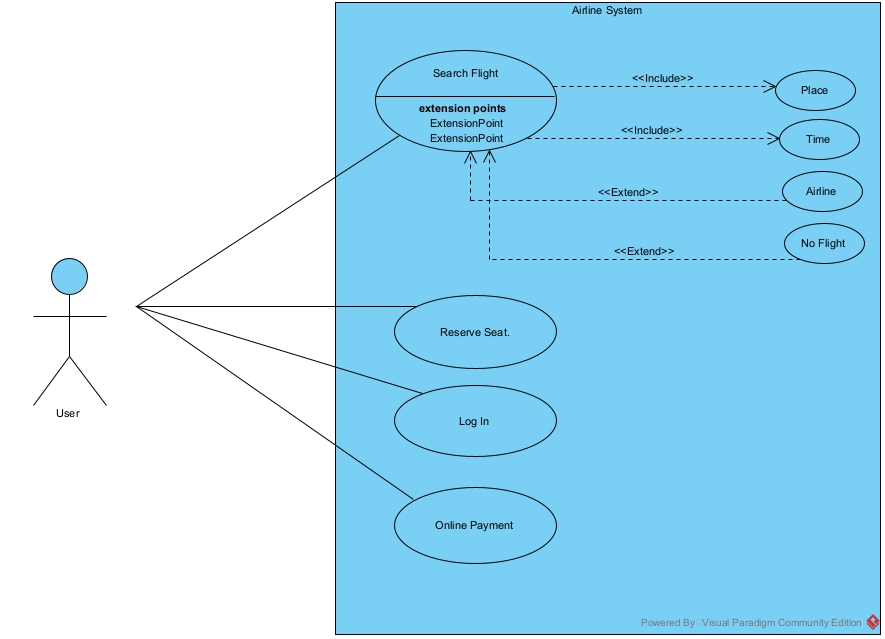 Airline System
Search Flight
extension points
ExtensionPoint
ExtensionPoint
<<Include>>
Place
<<Include>>
Time
<<Extend>>
Airline
<<Extend>>
No Flight
Reserve Seat.
Log In
User
Online Payment
Powered By Visual Paradigm Community Edition